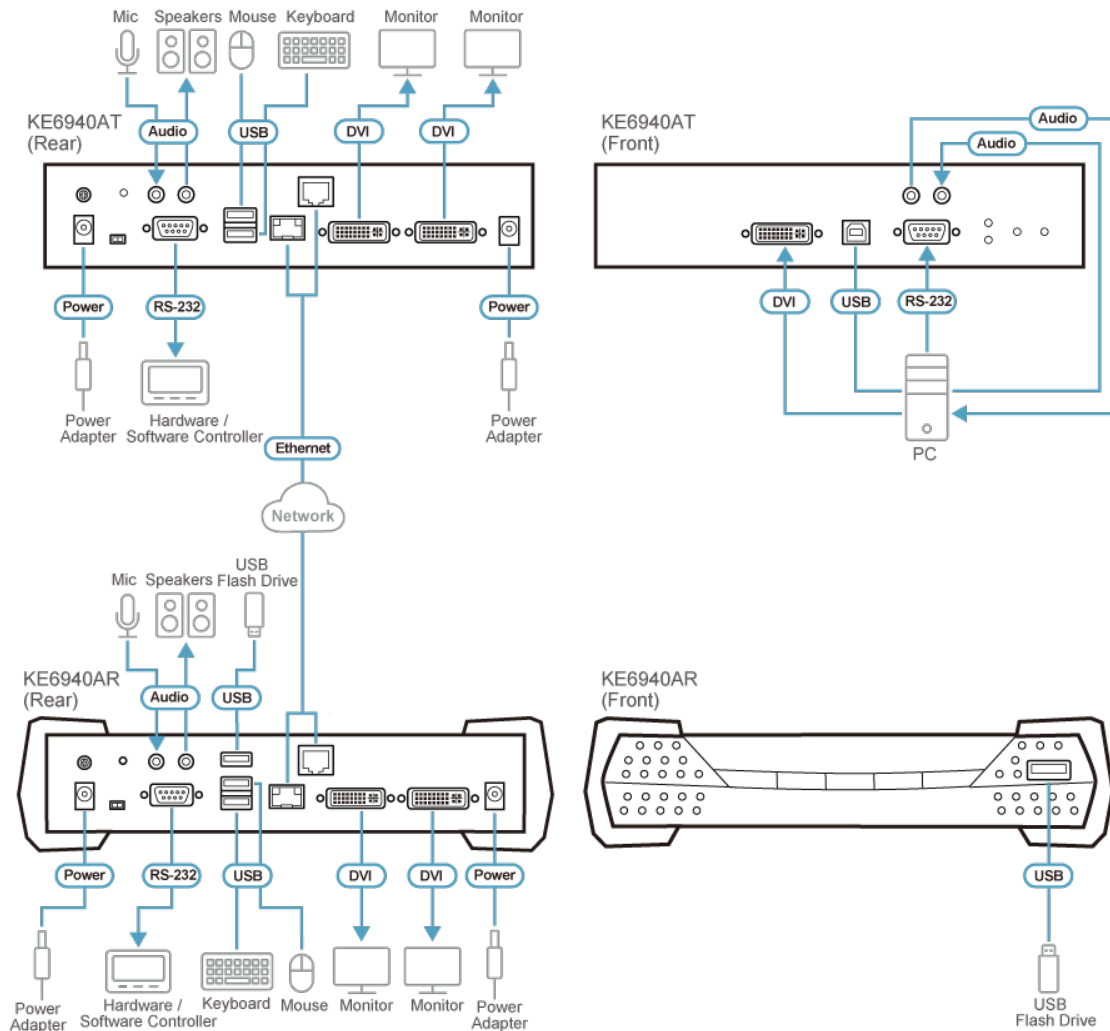 Mic Speakers Mouse Keyboard Monitor Monitor
KE6940AT
(Rear)
Audio USB DVI DVI
Power RS-232 Power
Power
Adapter
Hardware /
Software Controller
Power
Adapter
KE6940AT
(Front)
Audio
Audio
DVI USB RS-232
PC
Ethernet
Network
Mic Speakers USB
Flash Drive
KE6940AR
(Rear)
Audio USB
Power RS-232 USB DVI DVI Power
Power
Adapter
Hardware /
Software Controller
Keyboard Mouse Monitor Monitor Power
Adapter
KE6940AR
(Front)
USB
USB
Flash Drive